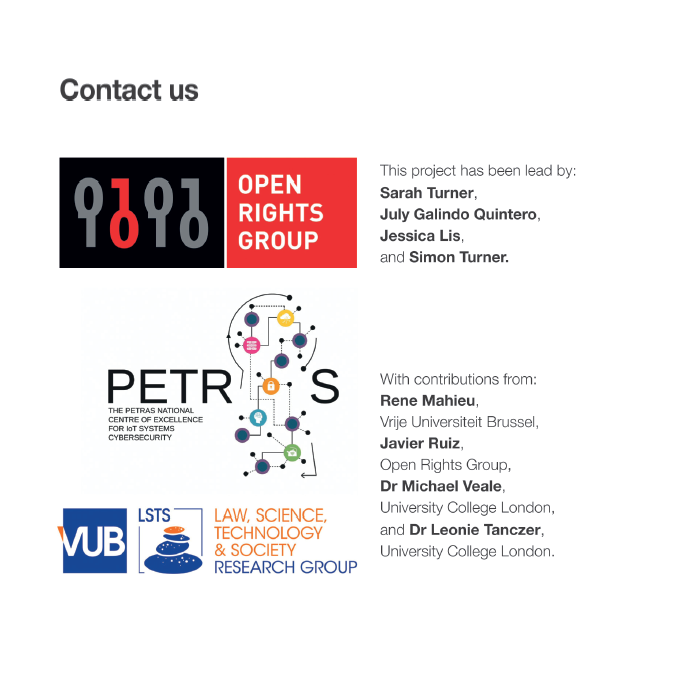 Contact us
OPEN
RIGHTS
GROUP
This project has been lead by:
Sarah Turner,
July Galindo Quintero,
Jessica Lis,
and Simon Turner.
PETR S
THE PETRAS NATIONAL
CENTRE OF EXCELLENCE
FOR IoT SYSTEMS
CYBERSECURITY
With contributions from:
Rene Mahieu,
Vrije Universiteit Brussel,
Javier Ruiz,
Open Rights Group,
Dr Michael Veale,
University College London,
and Dr Leonie Tanczer,
University College London.
VUB
LSTS
LAW, SCIENCE,
TECHNOLOGY
& SOCIETY
RESEARCH GROUP